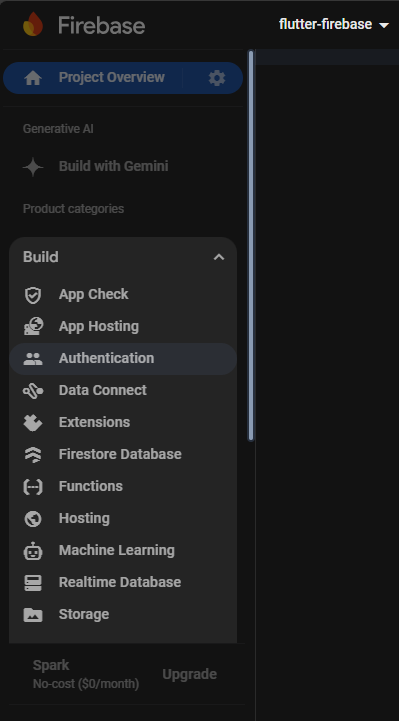 Firebase
flutter-firebase
Project Overview
Generative AI
Build with Gemini
Product categories
Build
App Check
App Hosting
Authentication
Data Connect
Extensions
Firestore Database
Functions
Hosting
Machine Learning
Realtime Database
Storage
Spark
No-cost ($0/month)
Upgrade